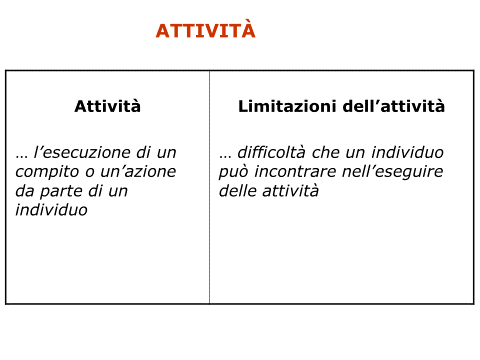 ATTIVITÀ
Attività
… l’esecuzione di un
compito o un’azione
da parte di un
individuo
Limitazioni dell’attività
… difficoltà che un individuo
può incontrare nell’eseguire
delle attività